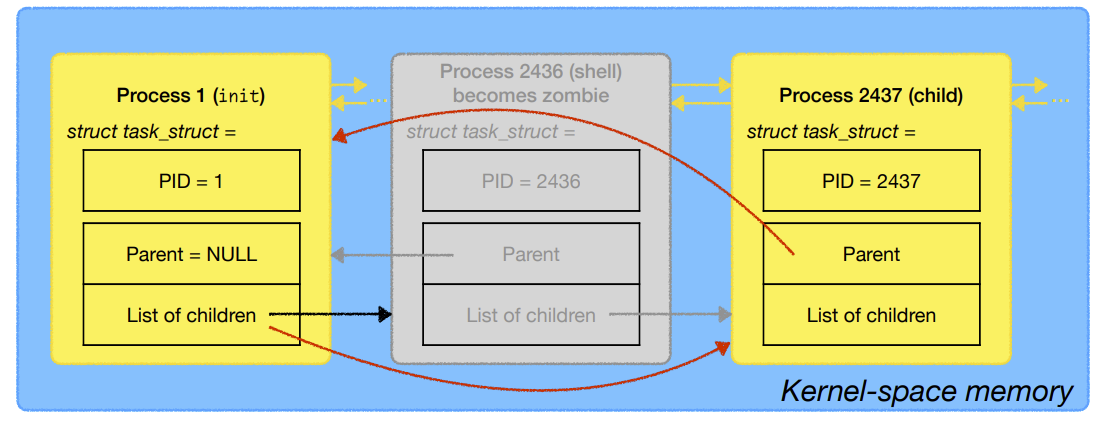 Process 1 (init)
struct task_struct =
PID = 1
Parent = NULL
List of children
...
Process 2436 (shell)
becomes zombie
struct task_struct =
PID = 2436
Parent
List of children
Process 2437 (child)
struct task_struct =
PID = 2437
Parent
List of children
...
Kernel-space memory